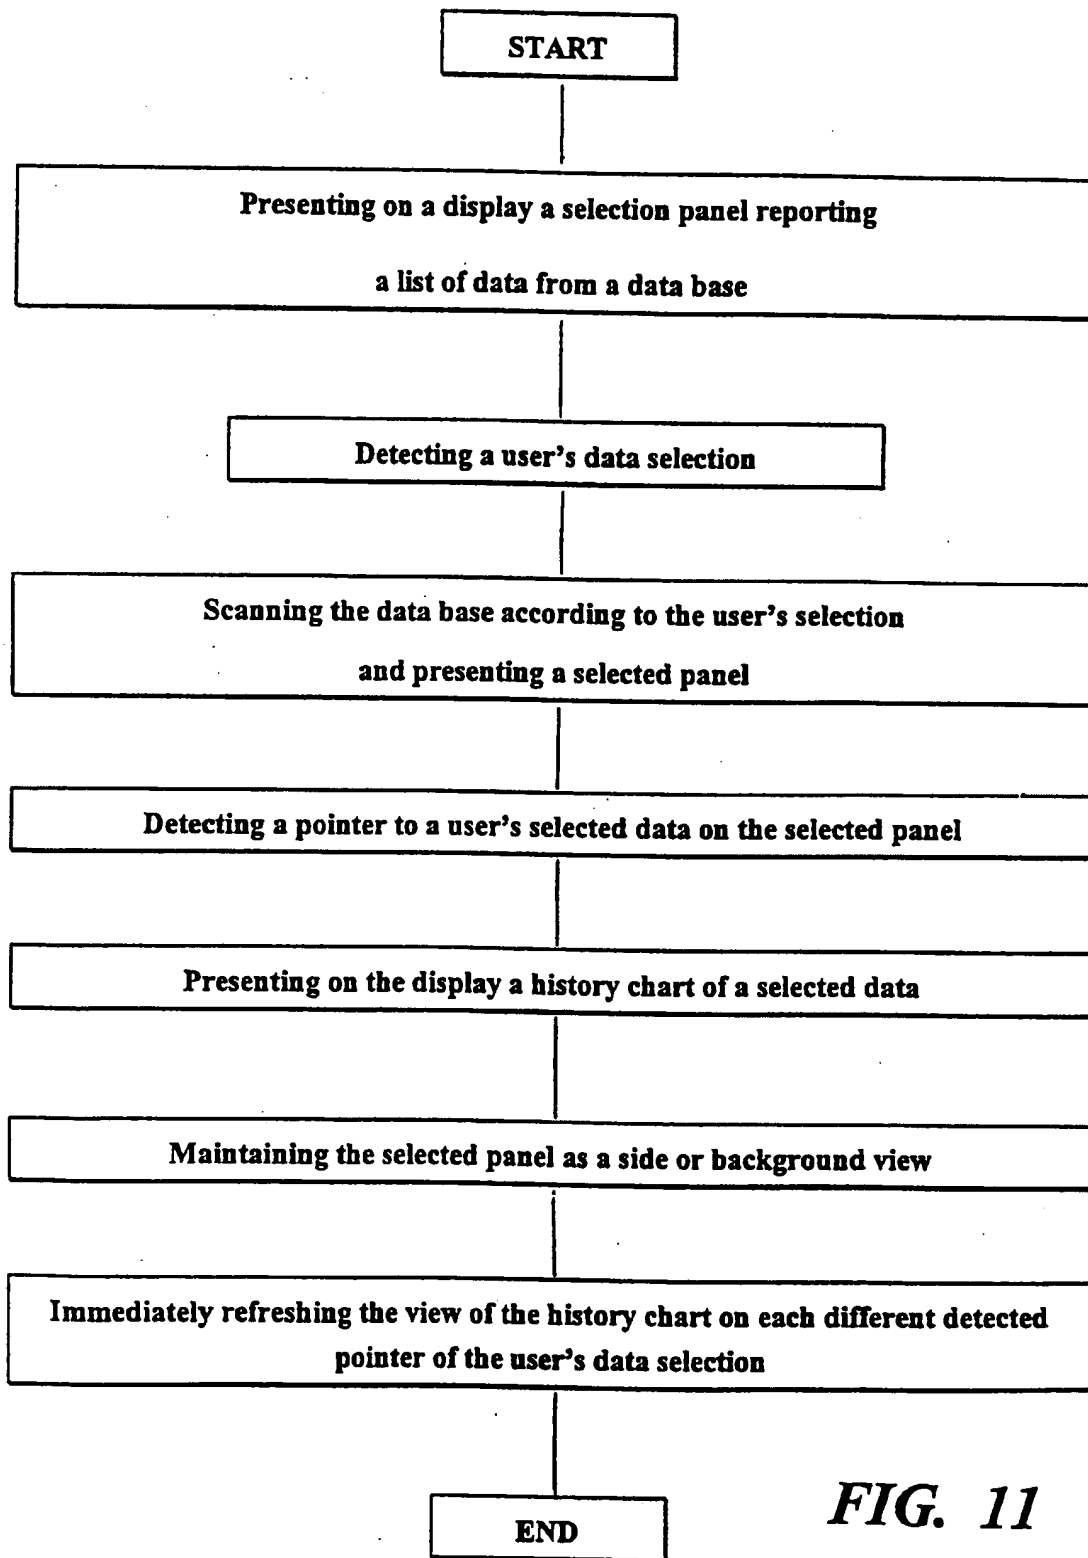 START
Presenting on a display a selection panel reporting
a list of data from a data base
Detecting a user's data selection
Scanning the data base according to the user's selection
and presenting a selected panel
Detecting a pointer to a user's selected data on the selected panel
Presenting on the display a history chart of a selected data
Maintaining the selected panel as a side or background view
Immediately refreshing the view of the history chart on each different detected
pointer of the user's data selection
END
FIG. 11